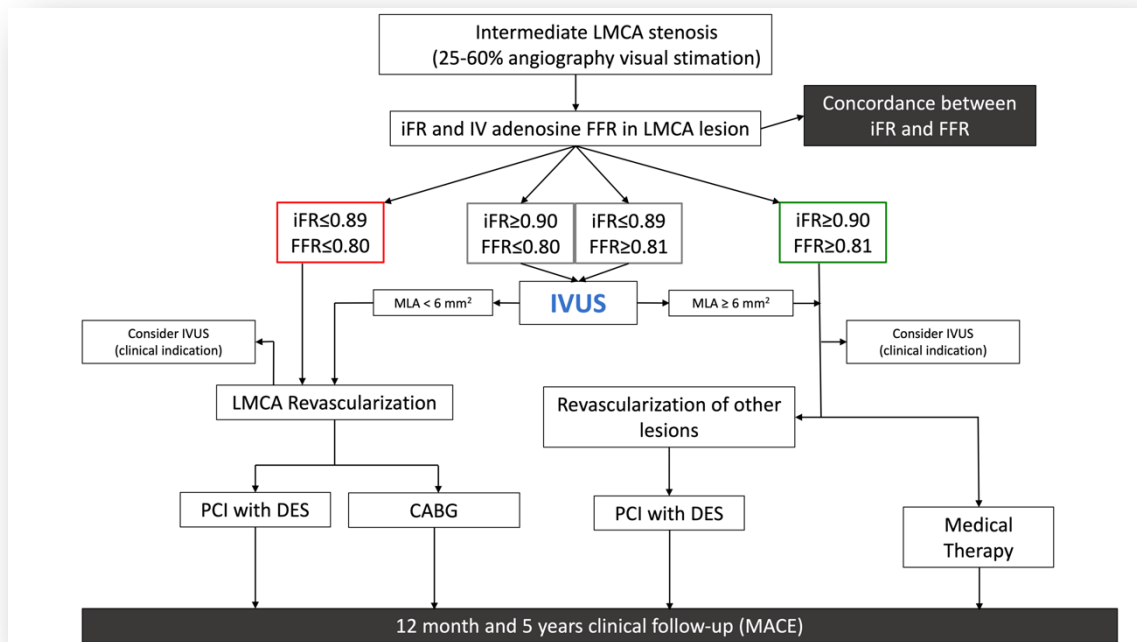 Intermediate LMCA stenosis
(25-60% angiography visual stimation)
iFR and IV adenosine FFR in LMCA lesion
Concordance between
iFR and FFR
iFR≤0.89
FFR≤0.80
iFR≥0.90
FFR≤0.80
iFR≤0.89
FFR≥0.81
iFR≥0.90
FFR≥0.81
MLA < 6 mm²
IVUS
MLA ≥ 6 mm²
Consider IVUS
(clinical indication)
Consider IVUS
(clinical indication)
LMCA Revascularization
Revascularization of other
lesions
PCI with DES
CABG
PCI with DES
Medical
Therapy
12 month and 5 years clinical follow-up (MACE)